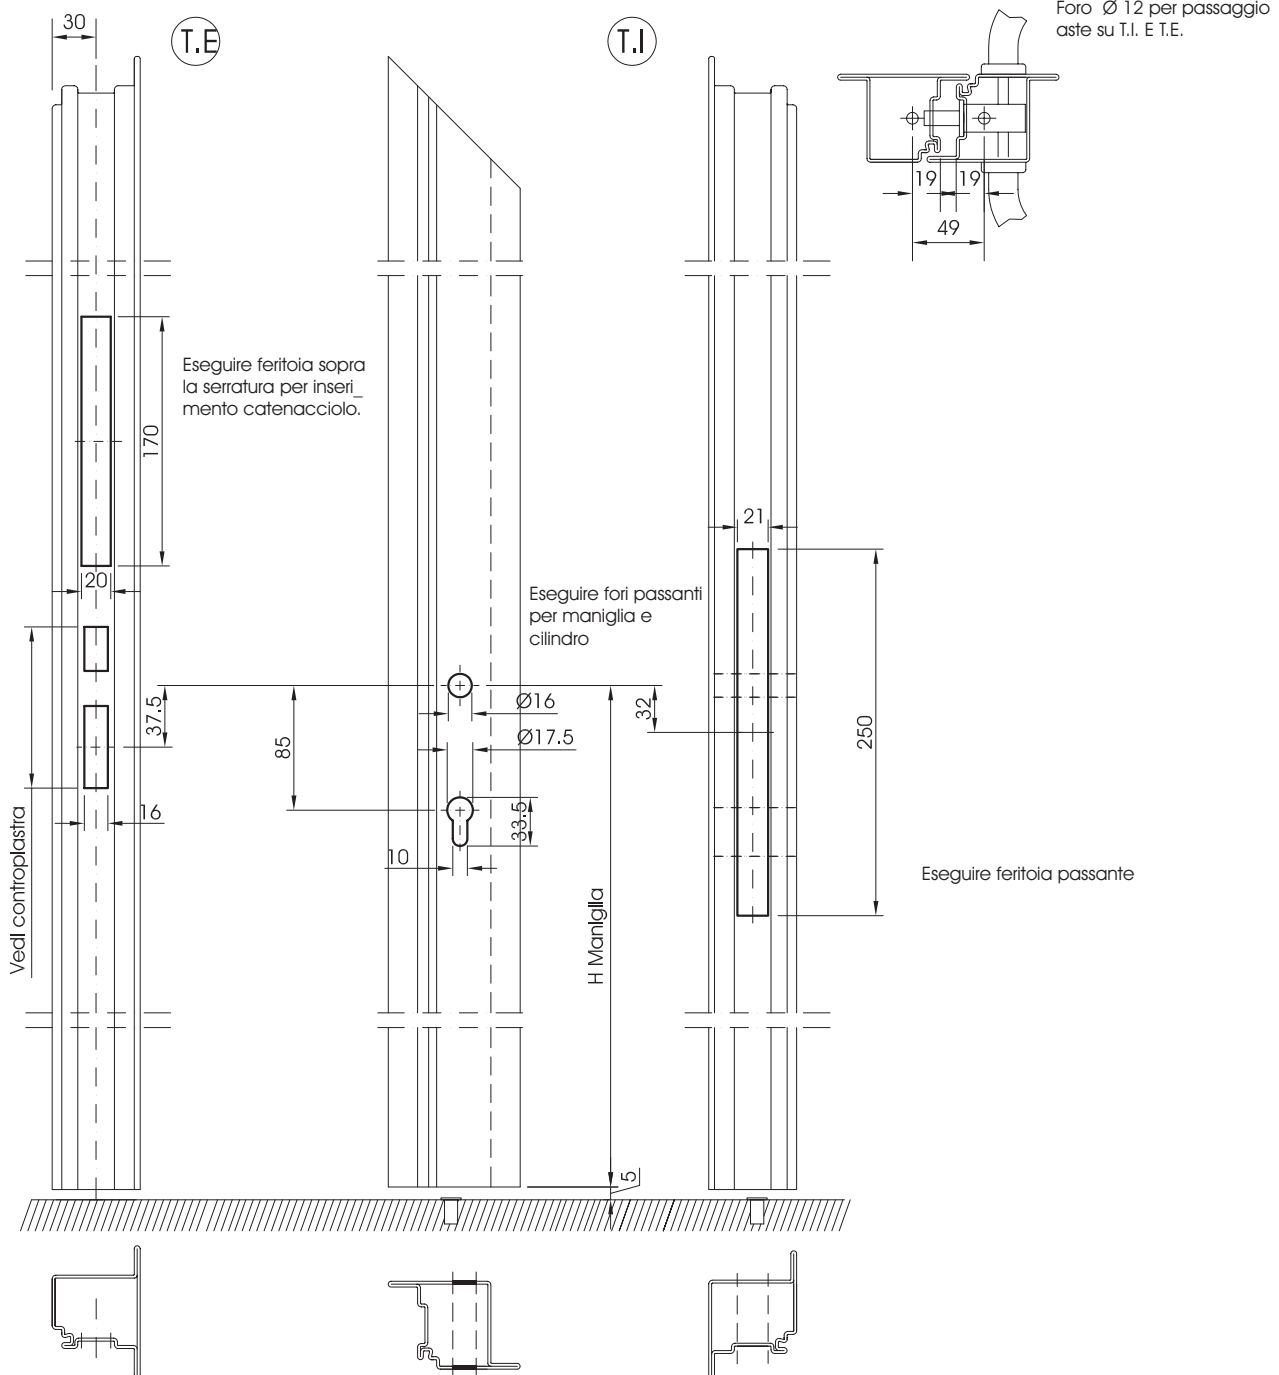 30
T.E
T.I
Foro Ø 12 per passaggio
aste su T.I. E T.E.
19
19
49
Eseguire feritoia sopra
la serratura per inseri_
mento catenacciolo.
170
20
37.5
16
Vedi controplastra
Eseguire fori passanti
per maniglia e
cilindro
Ø16
Ø17.5
85
33.5
10
H Maniglia
5
21
32
250
Eseguire feritoia passante